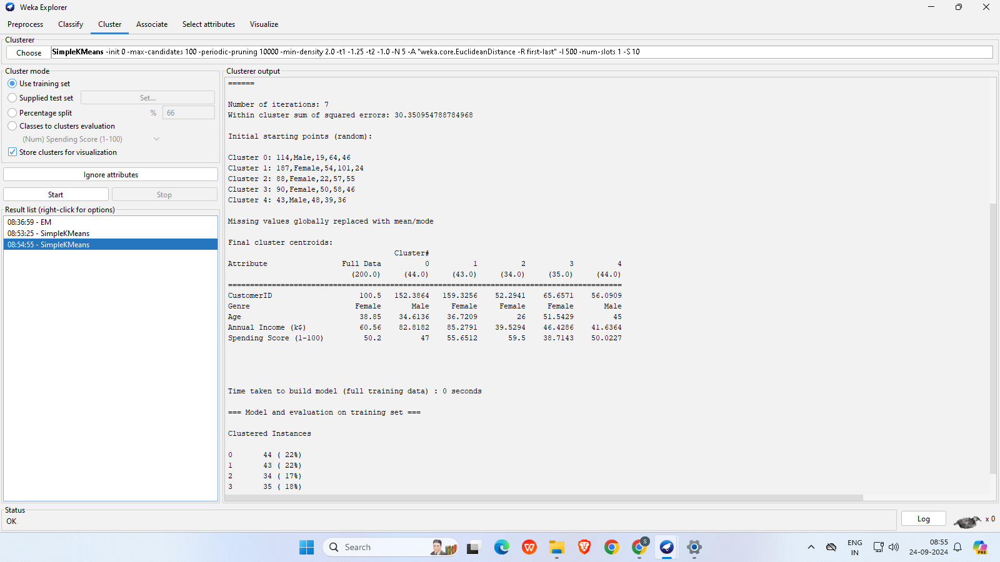 Weka Explorer
Preprocess Classify Cluster Associate Select attributes Visualize
Clusterer
Choose SimpleKMeans -init 0 -max-candidates 100 -periodic-pruning 10000 -min-density 2.0 -t1 -1.25 -t2 -1.0 -N 5 -A "weka.core.EuclideanDistance -R first-last" -I 500 -num-slots 1 -S 10
Cluster mode
Use training set
Supplied test set Set...
Percentage split % 66
Classes to clusters evaluation
(Num) Spending Score (1-100)
Store clusters for visualization
Ignore attributes
Start Stop
Result list (right-click for options)
08:36:59 - EM
08:53:25 - SimpleKMeans
08:54:55 - SimpleKMeans
Clusterer output
======
Number of iterations: 7
Within cluster sum of squared errors: 30.350954788784968
Initial starting points (random):
Cluster 0: 114,Male,19,64,46
Cluster 1: 187,Female,54,101,24
Cluster 2: 88,Female,22,57,55
Cluster 3: 90,Female,50,58,46
Cluster 4: 43,Male,48,39,36
Missing values globally replaced with mean/mode
Final cluster centroids:
Cluster#
Attribute Full Data 0 1 2 3 4
(200.0) (44.0) (43.0) (34.0) (35.0) (44.0)
==========================================================================================
CustomerID 100.5 152.3864 159.3256 52.2941 65.6571 56.0909
Genre Female Male Female Female Female Male
Age 38.85 34.6136 36.7209 26 51.5429 45
Annual Income (k$) 60.56 82.8182 85.2791 39.5294 46.4286 41.6364
Spending Score (1-100) 50.2 47 55.6512 59.5 38.7143 50.0227
Time taken to build model (full training data) : 0 seconds
=== Model and evaluation on training set ===
Clustered Instances
0 44 ( 22%)
1 43 ( 22%)
2 34 ( 17%)
3 35 ( 18%)
Status
OK
Log
x 0
Search
W
S
ENG
IN
08:55
24-09-2024
PRE